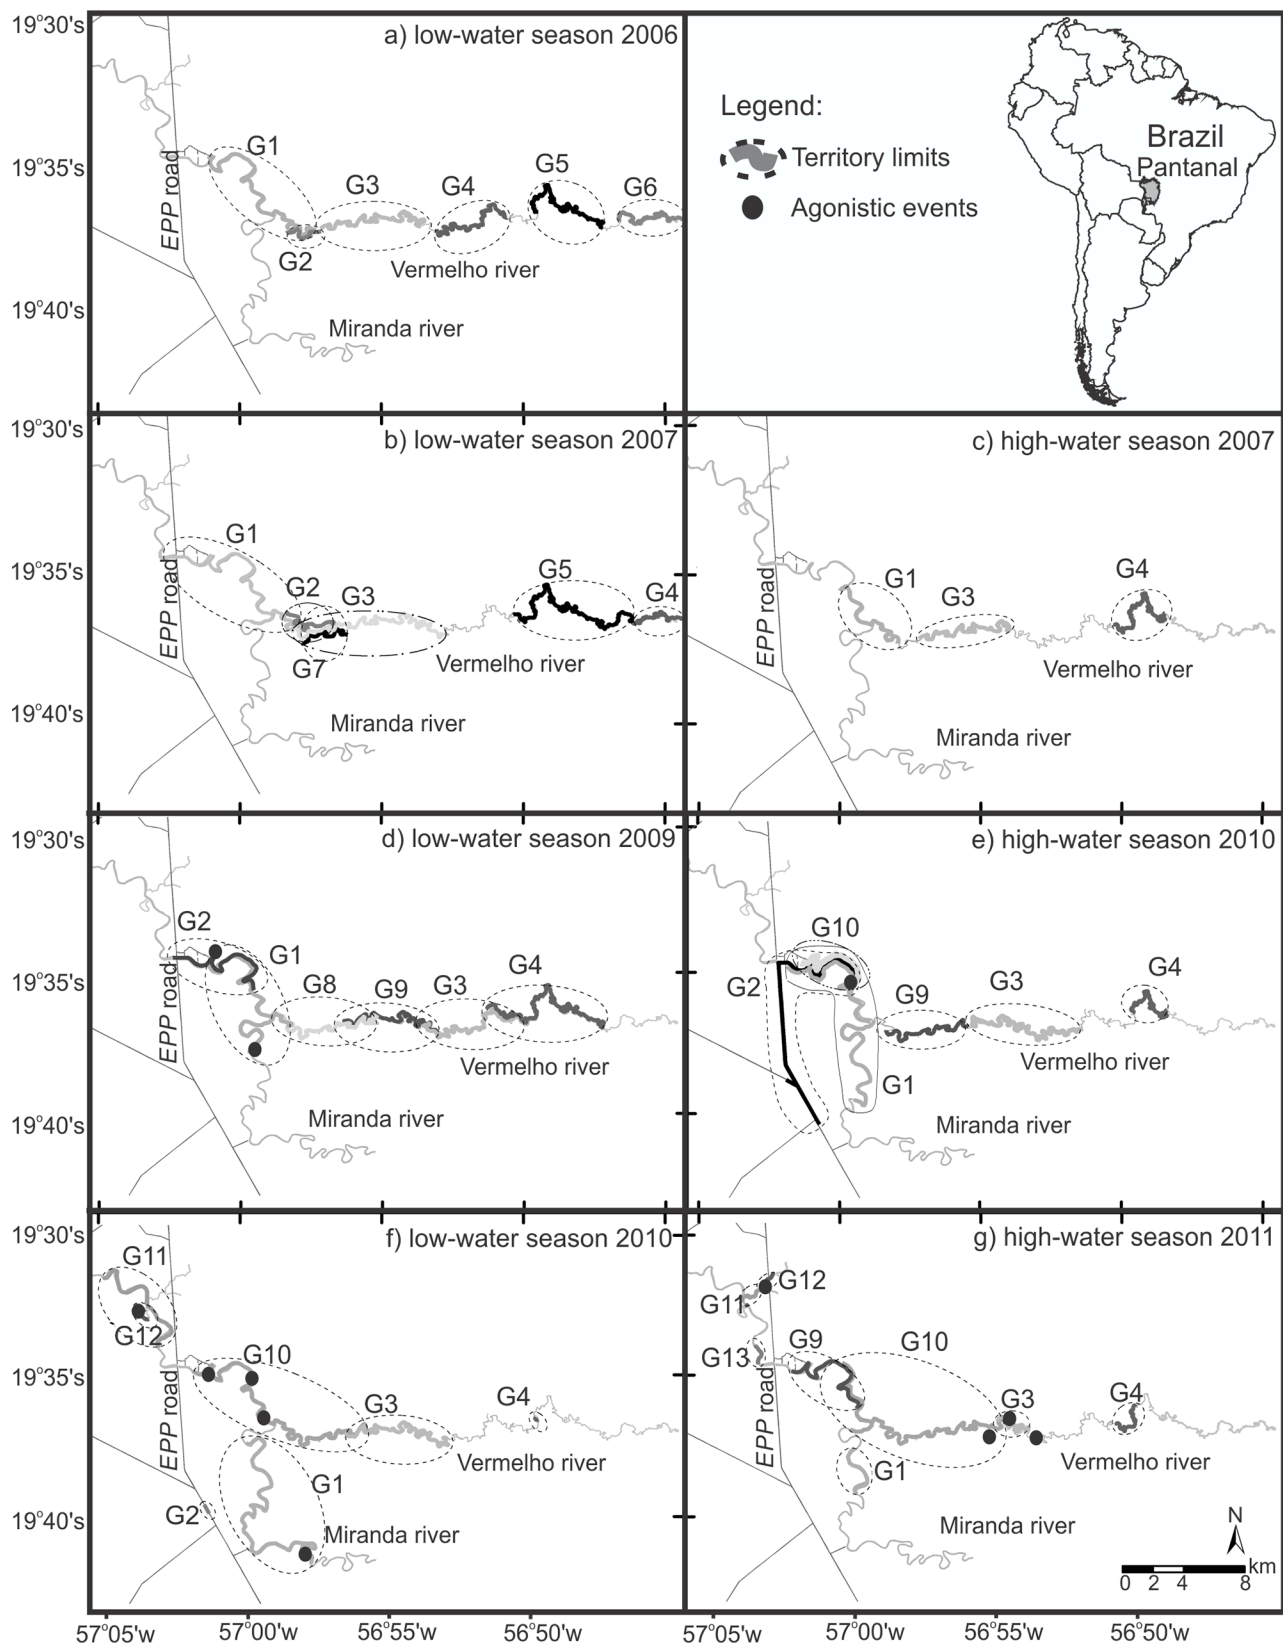 19°30's
a) low-water season 2006
G1
19°35's
EPP road
G2
G3
G4
G5
G6
Vermelho river
19°40's
Miranda river
Legend:
Territory limits
Agonistic events
Brazil
Pantanal
19°30's
b) low-water season 2007
G1
19°35's
EPP road
G2
G3
G7
G5
G4
Vermelho river
19°40's
Miranda river
c) high-water season 2007
EPP road
G1
G3
G4
Vermelho river
Miranda river
19°30's
d) low-water season 2009
G2
G1
19°35's
EPP road
G8
G9
G3
G4
Vermelho river
19°40's
Miranda river
e) high-water season 2010
G10
G2
G9
G3
G4
Vermelho river
G1
Miranda river
19°30's
f) low-water season 2010
G11
G12
19°35's
EPP road
G10
G3
G4
Vermelho river
G1
G2
19°40's
Miranda river
g) high-water season 2011
G12
G11
G13
G9
G10
EPP road
G3
G4
Vermelho river
G1
Miranda river
N
km
0 2 4 8
57°05'w 57°00'w 56°55'w 56°50'w 57°05'w 57°00'w 56°55'w 56°50'w